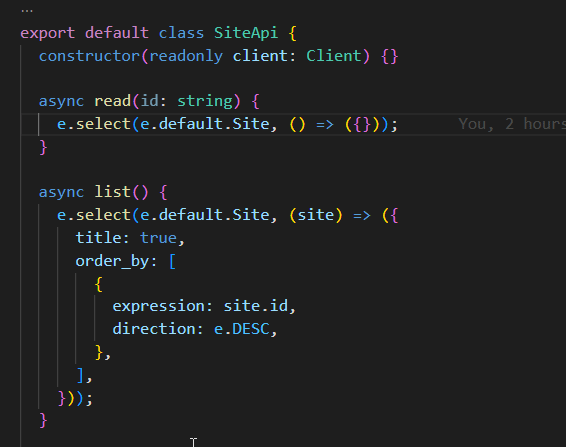 ...
export default class SiteApi {
constructor(readonly client: Client) {}
async read(id: string) {
e.select(e.default.Site, () => ({})); You, 2 hours
}
async list() {
e.select(e.default.Site, (site) => ({
title: true,
order_by: [
{
expression: site.id,
direction: e.DESC,
},
],
}));
}